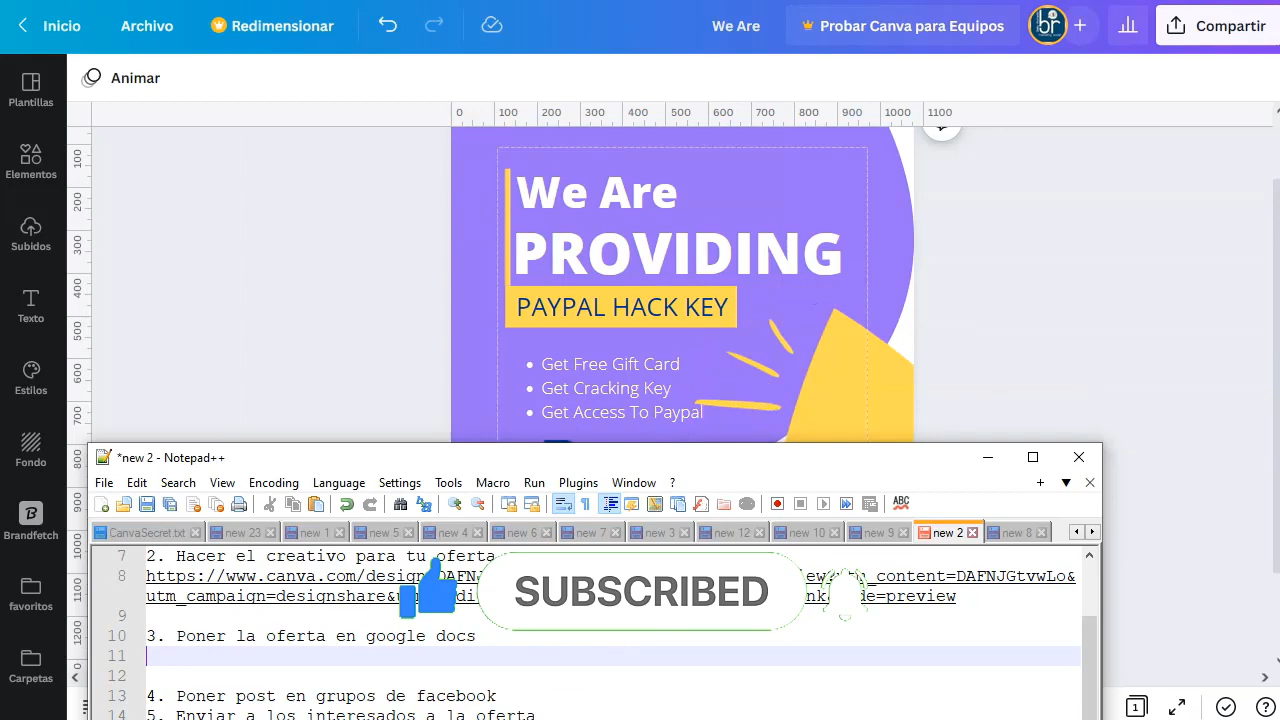 Inicio Archivo Redimensionar We Are Probar Canva para Equipos br Compartir
Animar
Plantillas
Elementos
Subidos
Texto
Estilos
Fondo
Brandfetch
favoritos
Carpetas
0 100 200 300 400 500 600 700 800 900 1000 1100
100
200
300
400
500
600
700
800
900
1000
1100
1200
0
We Are
PROVIDING
PAYPAL HACK KEY
• Get Free Gift Card
• Get Cracking Key
• Get Access To Paypal
*new 2 - Notepad++
File Edit Search View Encoding Language Settings Tools Macro Run Plugins Window ?
ABC
CanvaSecret.txt new 23 new 1 new 5 new 4 new 6 new 7 new 3 new 12 new 10 new 9 new 2 new 8
7 2. Hacer el creativo para tu oferta
8 https://www.canva.com/design
_content=DAFNJGtvwLo&
utm_campaign=designshare&
de=preview
SUBSCRIBED
9
10 3. Poner la oferta en google docs
11
12
13 4. Poner post en grupos de facebook
14 5. Enviar a los interesados a la oferta
1